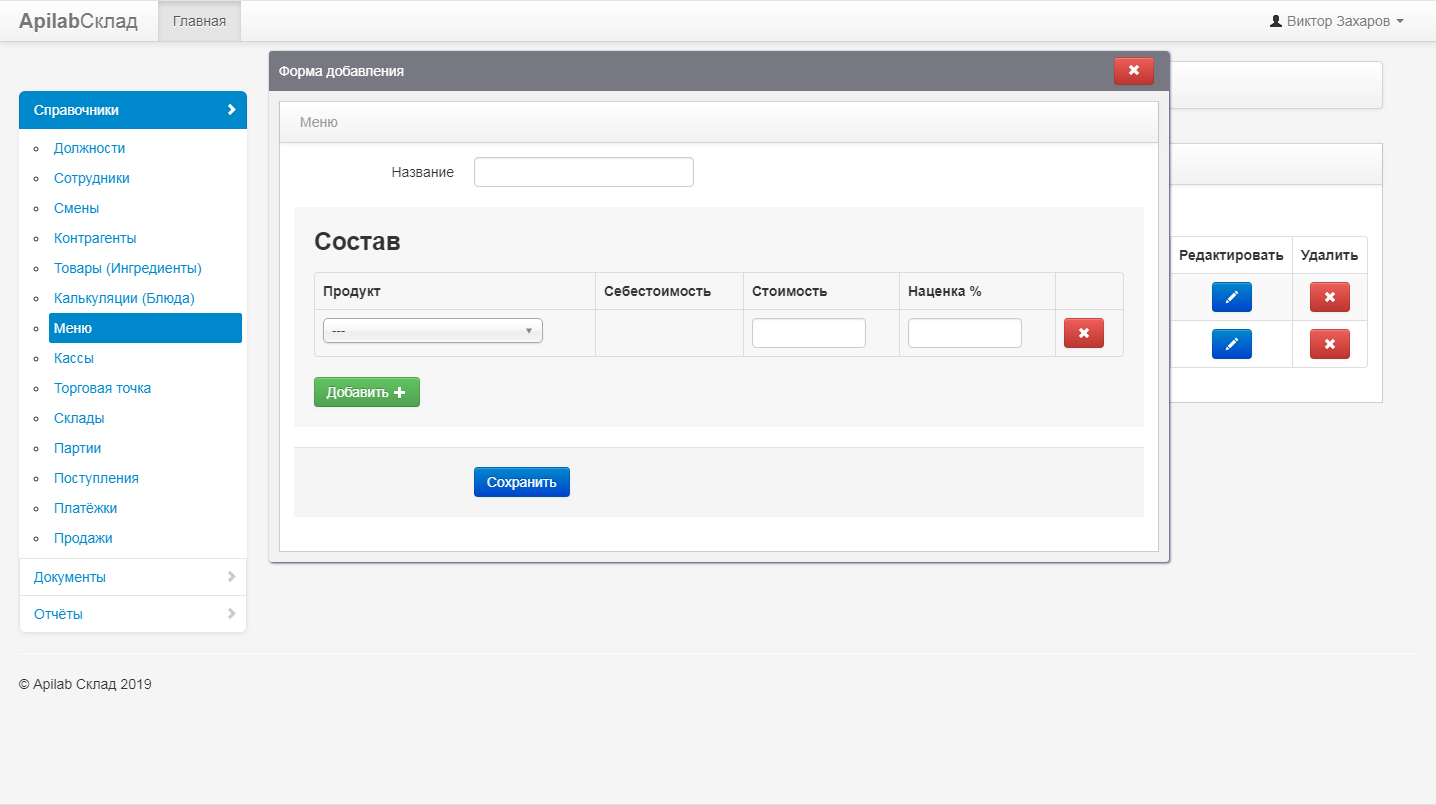 ApilabСклад
Главная
Виктор Захаров
Справочники
Должности
Сотрудники
Смены
Контрагенты
Товары (Ингредиенты)
Калькуляции (Блюда)
Меню
Кассы
Торговая точка
Склады
Партии
Поступления
Платёжки
Продажи
Документы
Отчёты
Форма добавления
Меню
Название
Состав
Продукт Себестоимость Стоимость Наценка %
---
Добавить
Сохранить
Редактировать Удалить
© Apilab Склад 2019